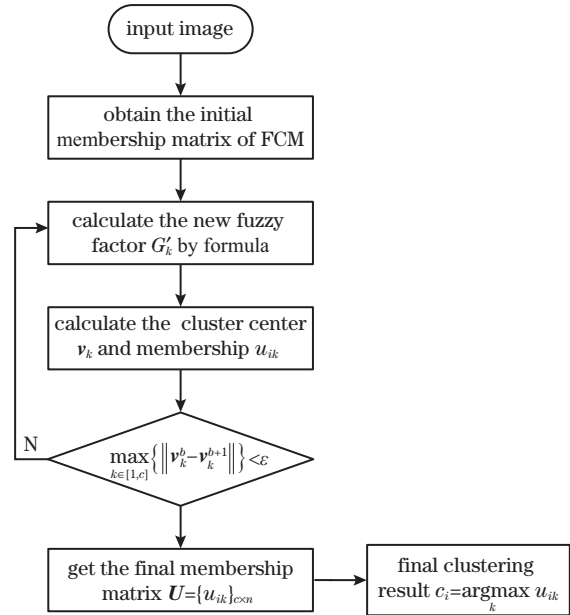 input image
obtain the initial
membership matrix of FCM
calculate the new fuzzy
factor G′ₖ by formula
calculate the cluster center
vₖ and membership uᵢₖ
N
max k∈[1,c] {‖vₖᵇ−vₖᵇ⁺¹‖}<ε
get the final membership
matrix U={uᵢₖ}c×n
final clustering
result cᵢ=argmax k uᵢₖ